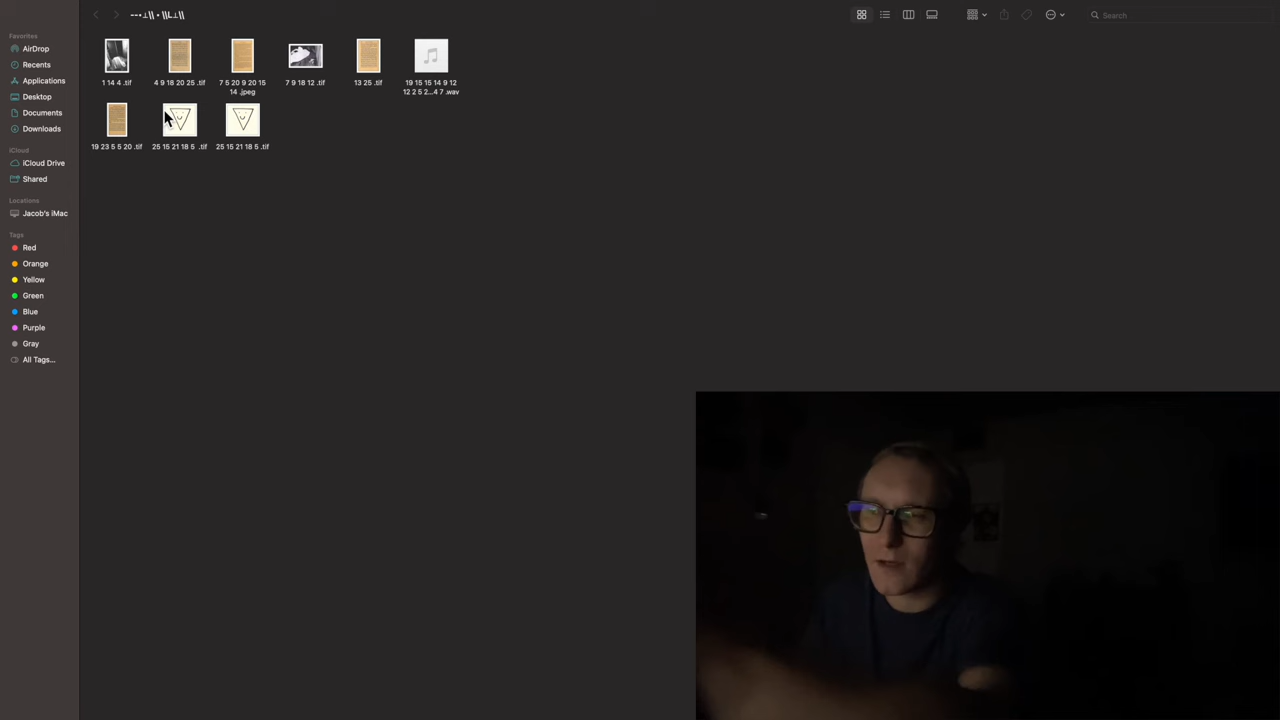 ---⟂\\ • \\L⟂\\
Search
Favorites
AirDrop
Recents
Applications
Desktop
Documents
Downloads
iCloud
iCloud Drive
Shared
Locations
Jacob's iMac
Tags
Red
Orange
Yellow
Green
Blue
Purple
Gray
All Tags...
1 14 4 .tif
4 9 18 20 25 .tif
7 5 20 9 20 15
14 .jpeg
7 9 18 12 .tif
13 25 .tif
19 15 15 14 9 12
12 2 5 2...4 7 .wav
19 23 5 5 20 .tif
25 15 21 18 5 .tif
25 15 21 18 5 .tif